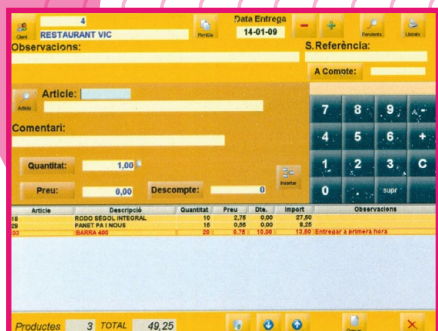 4
Data Entrega
Client RESTAURANT VIC
14-01-09
Pendents
Llistats
Observacions:
S.Referència:
A Comote:
Article:
Article
7 8 9 -
Comentari:
4 5 6 +
Quantitat: 1,00
1 2 3 C
Insertar
Preu: 0,00 Descompte: 0
0 . supr
Article Descripció Quantitat Preu Dte. Import Observacions
18 RODO SEGOL INTEGRAL 10 2,75 0,00 27,50
29 PANET PA I NOUS 15 0,55 0,00 8,25
BARRA 400 20 0,75 10,00 13,50 Entregar a primera hora
Productes 3 TOTAL 49,25